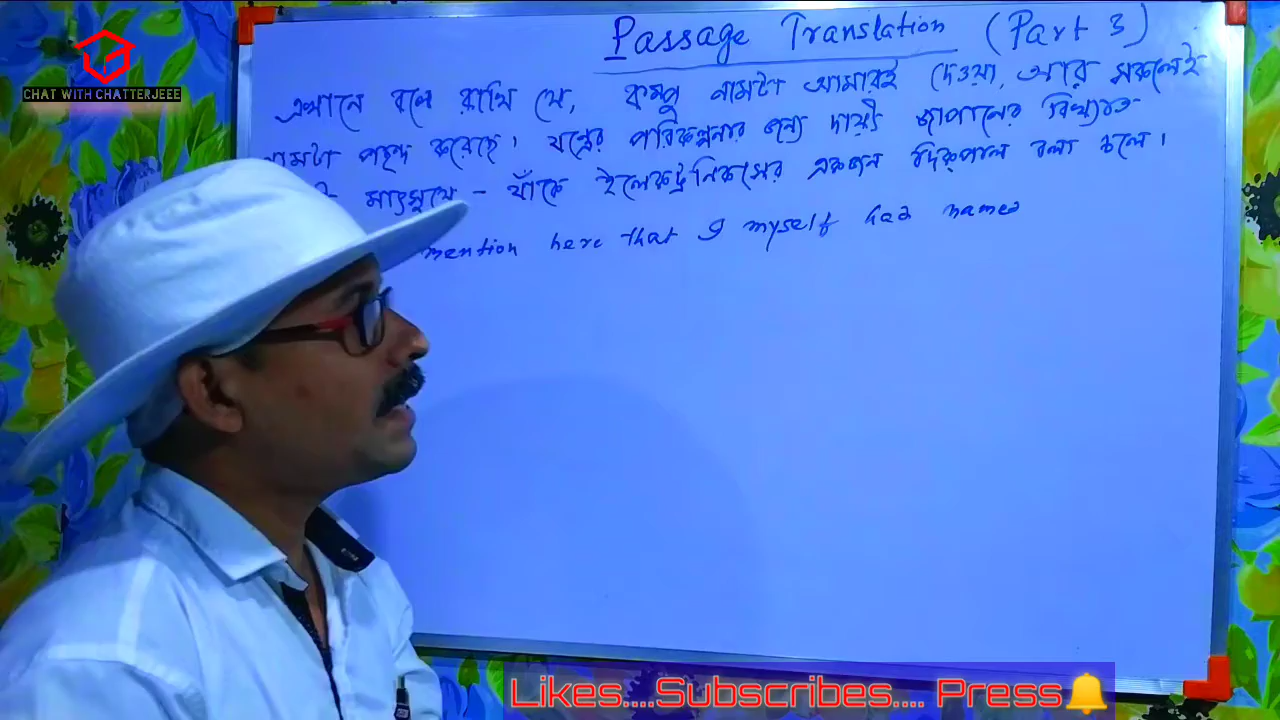 CHAT WITH CHATTERJEEE
Passage Translation (Part 3)
এখানে বলে রাখি যে, কম্পু নামটা আমারই দেওয়া, আর সকলেই
নামটা পছন্দ করেছে। যন্ত্রের পরিকল্পনার জন্যে দায়ী জাপানের বিখ্যাত
মাৎসুয়ে - যাঁকে ইলেকট্রনিকসের একজন দিকপাল বলা চলে।
mention here that I myself had named
Likes....Subscribes.... Press